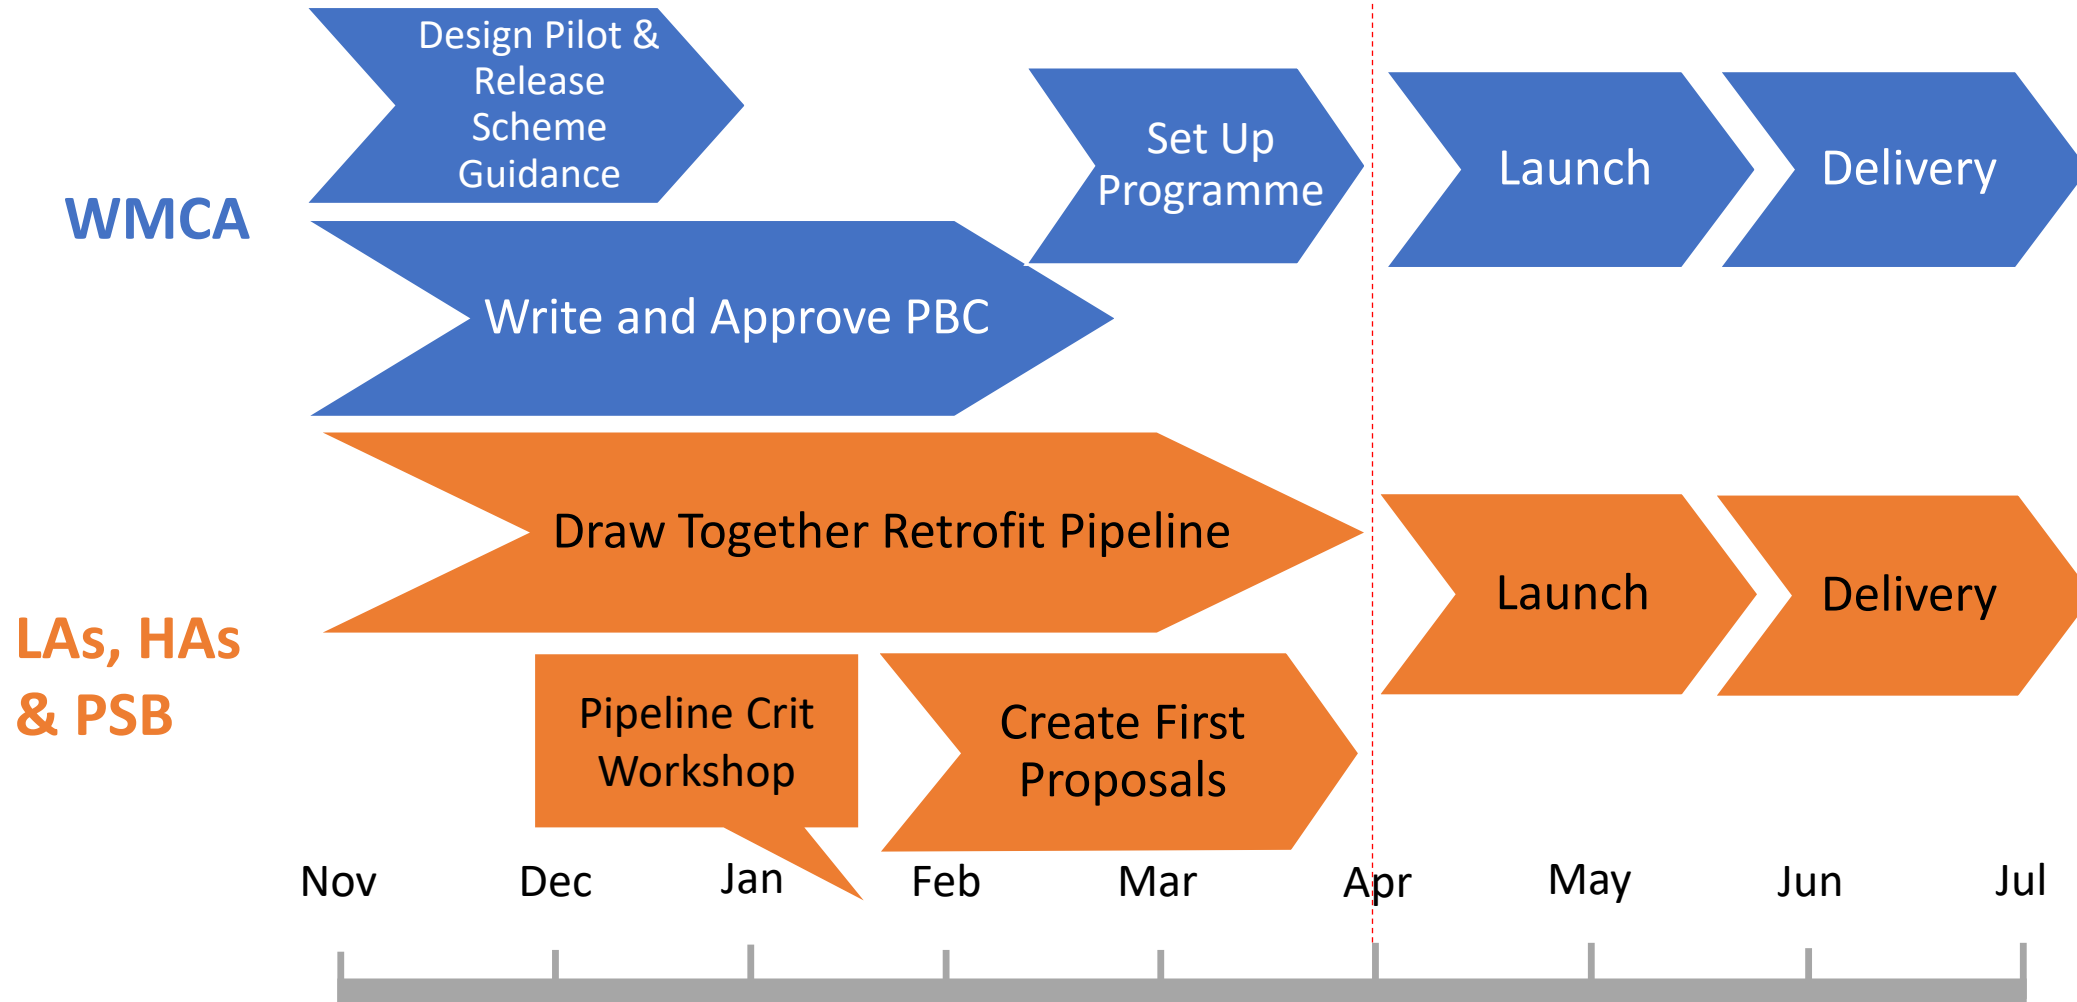 WMCA
Design Pilot &
Release
Scheme
Guidance
Set Up
Programme
Launch
Delivery
Write and Approve PBC
LAs, HAs
& PSB
Draw Together Retrofit Pipeline
Launch
Delivery
Pipeline Crit
Workshop
Create First
Proposals
Nov Dec Jan Feb Mar Apr May Jun Jul